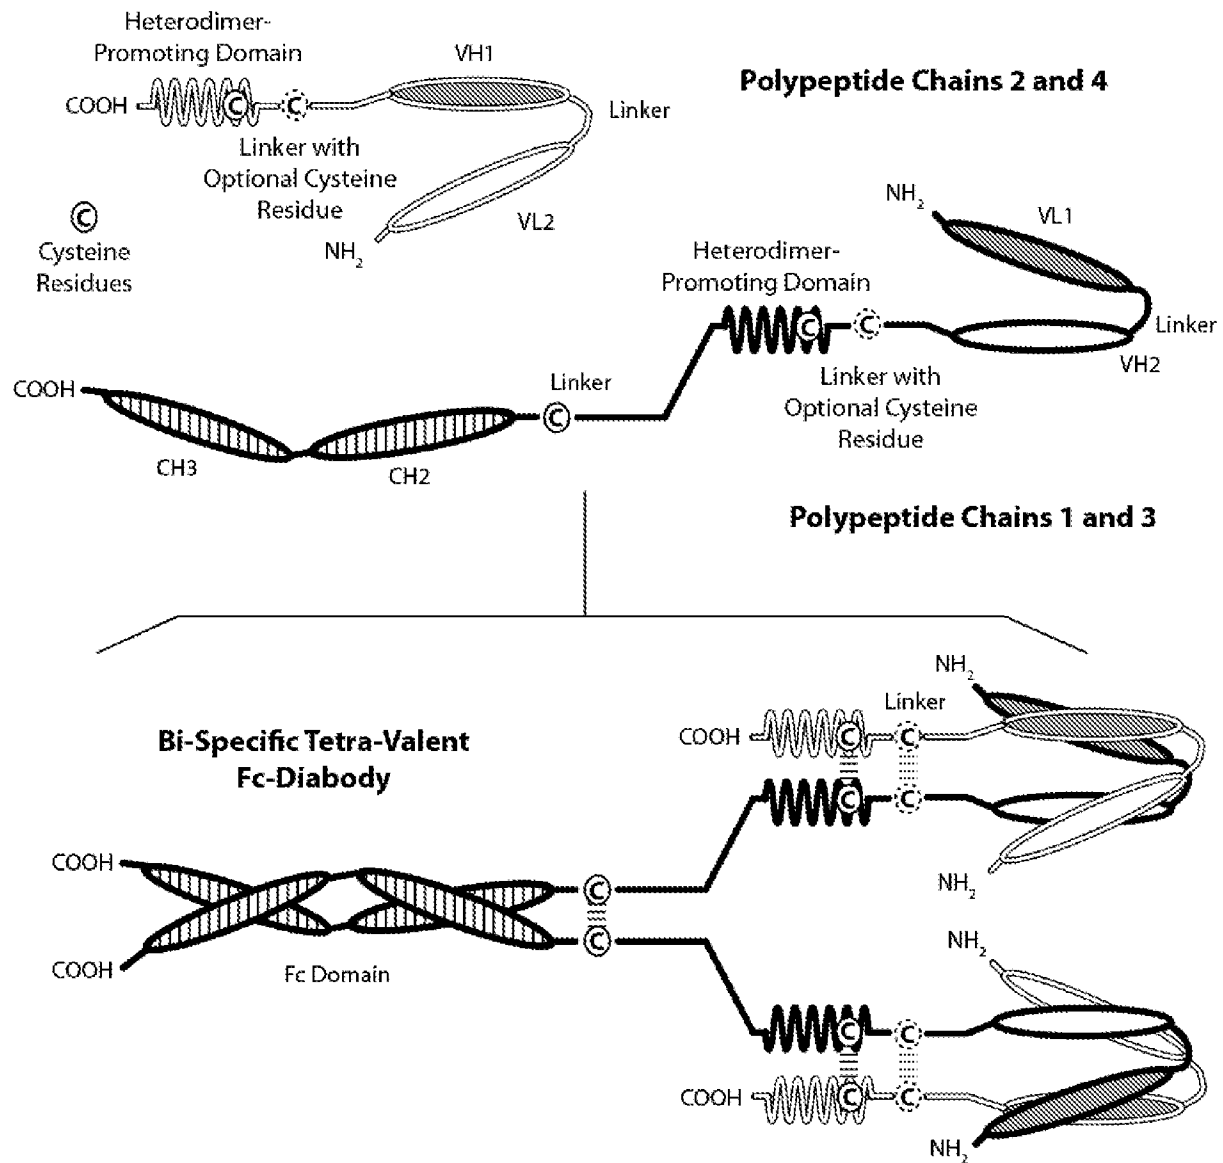 Heterodimer-
Promoting Domain
VH1
Polypeptide Chains 2 and 4
COOH
C
C
Linker
Linker with
Optional Cysteine
Residue
VL2
NH2
C
Cysteine
Residues
NH2
VL1
Heterodimer-
Promoting Domain
C
C
Linker
VH2
Linker with
Optional Cysteine
Residue
COOH
Linker
C
CH3
CH2
Polypeptide Chains 1 and 3
Bi-Specific Tetra-Valent
Fc-Diabody
NH2
Linker
COOH
C
C
C
C
NH2
COOH
C
C
COOH
Fc Domain
NH2
C
C
COOH
C
C
NH2